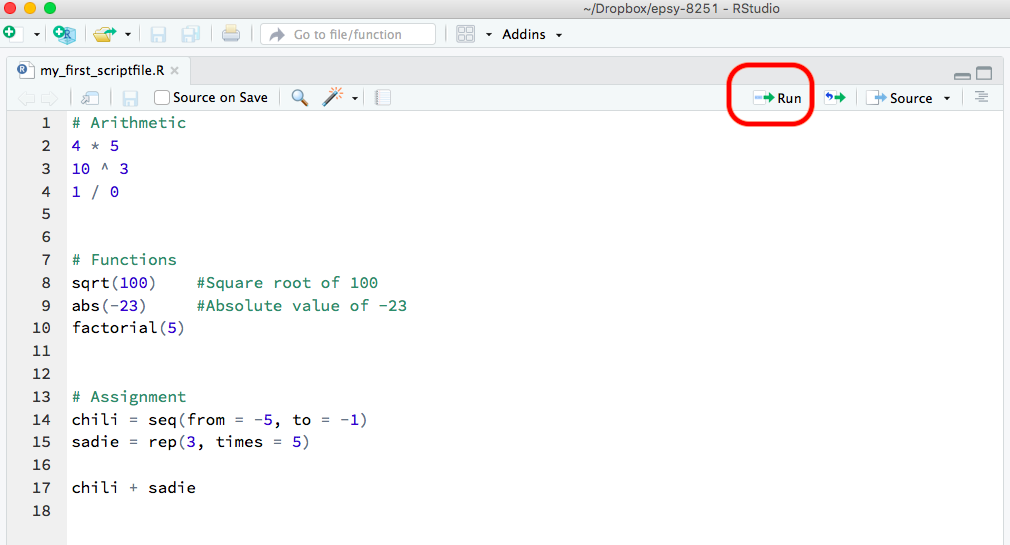 ~/Dropbox/epsy-8251 - RStudio
Go to file/function
Addins
my_first_scriptfile.R
Source on Save
Run
Source
1 # Arithmetic
2 4 * 5
3 10 ^ 3
4 1 / 0
5
6
7 # Functions
8 sqrt(100)    #Square root of 100
9 abs(-23)     #Absolute value of -23
10 factorial(5)
11
12
13 # Assignment
14 chili = seq(from = -5, to = -1)
15 sadie = rep(3, times = 5)
16
17 chili + sadie
18